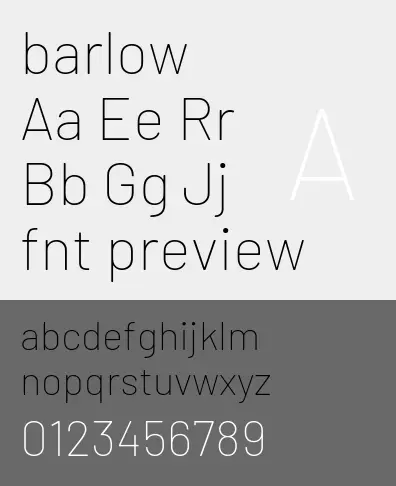 barlow
Aa Ee Rr
A
Bb Gg Jj
fnt preview
abcdefghijklm
nopqrstuvwxyz
0123456789